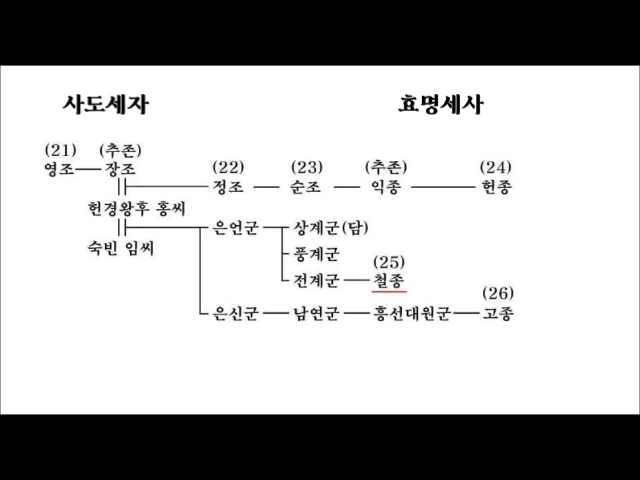 사도세자 효명세사
(21) (추존)
영조 장조 (22) (23) (추존) (24)
정조 순조 익종 헌종
헌경왕후 홍씨
은언군 상계군(담)
숙빈 임씨
풍계군
(25)
전계군 철종
(26)
은신군 남연군 흥선대원군 고종